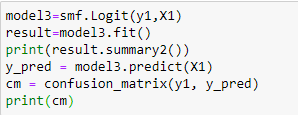 model3=smf.Logit(y1,X1)
result=model3.fit()
print(result.summary2())
y_pred = model3.predict(X1)
cm = confusion_matrix(y1, y_pred)
print(cm)